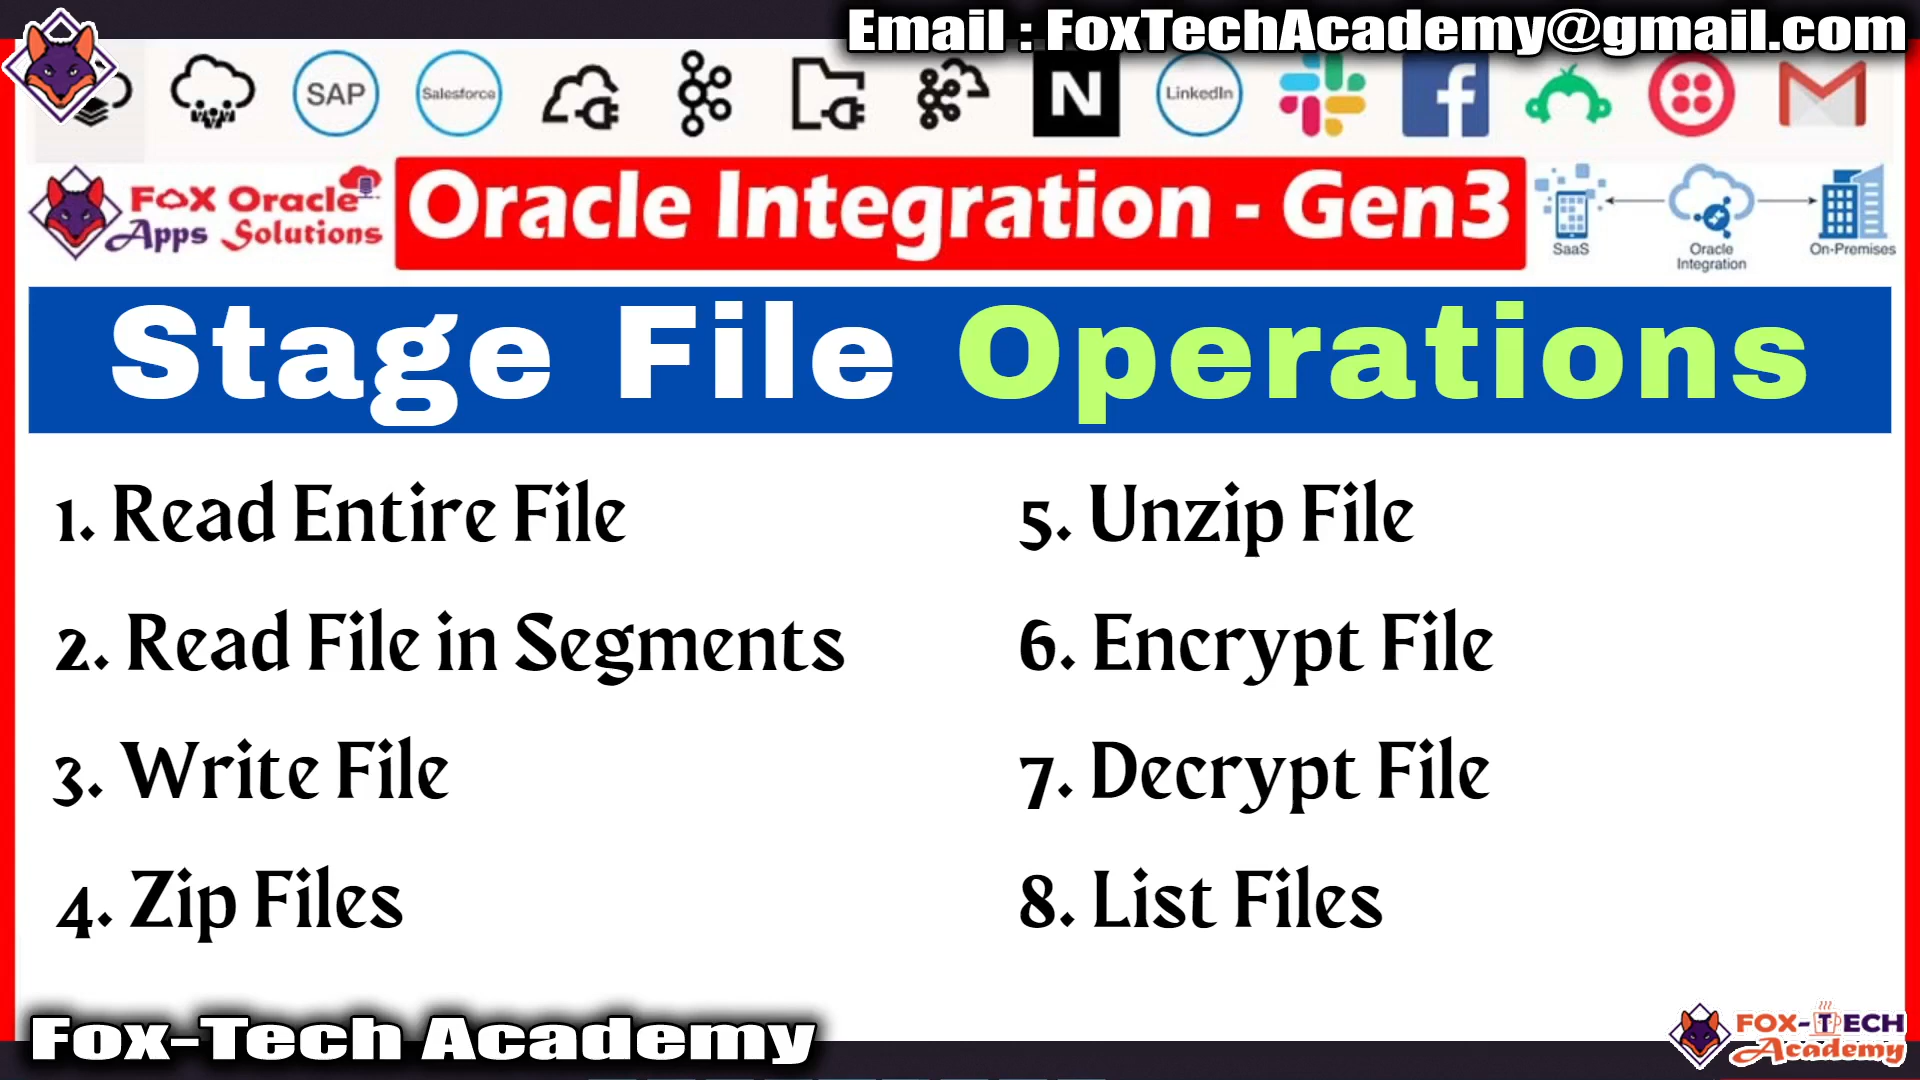 Email : FoxTechAcademy@gmail.com
SAP
Salesforce
N
LinkedIn
f
FoX Oracle
Apps Solutions
Oracle Integration - Gen3
SaaS
Oracle
Integration
On-Premises
Stage File Operations
1. Read Entire File
2. Read File in Segments
3. Write File
4. Zip Files
5. Unzip File
6. Encrypt File
7. Decrypt File
8. List Files
Fox-Tech Academy
FOX-TECH
Academy